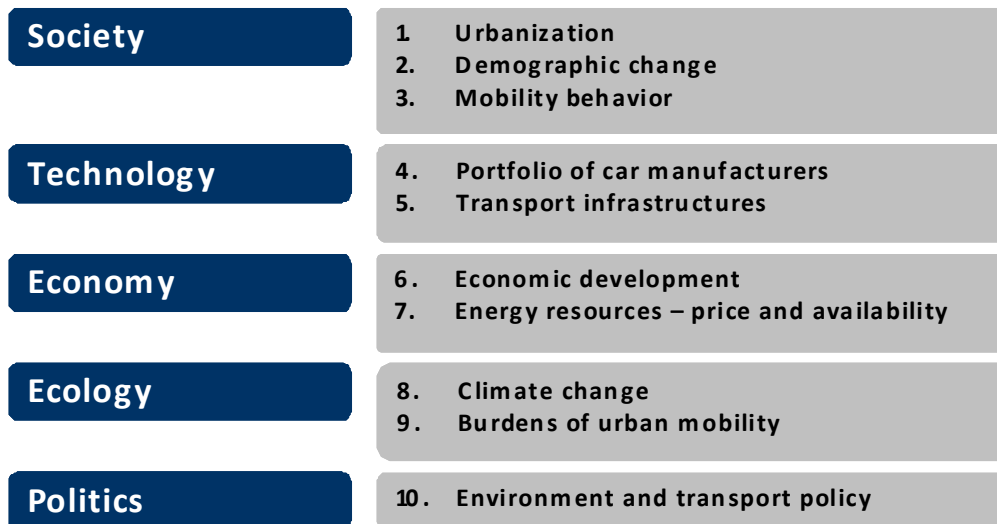 Society
1. Urbanization
2. Demographic change
3. Mobility behavior
Technology
4. Portfolio of car manufacturers
5. Transport infrastructures
Economy
6. Economic development
7. Energy resources – price and availability
Ecology
8. Climate change
9. Burdens of urban mobility
Politics
10. Environment and transport policy